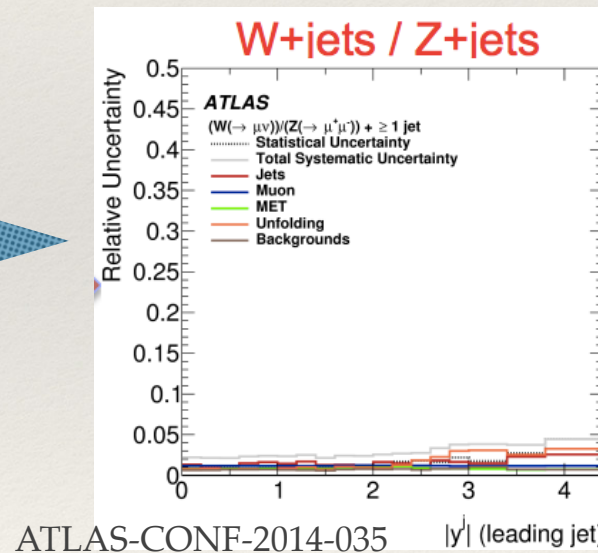 W+jets / Z+jets
0.5
0.45
0.4
0.35
0.3
0.25
0.2
0.15
0.1
0.05
0
Relative Uncertainty
ATLAS
(W(→ μν))/(Z(→ μ⁺μ⁻)) + ≥ 1 jet
Statistical Uncertainty
Total Systematic Uncertainty
Jets
Muon
MET
Unfolding
Backgrounds
0 1 2 3 4
|yʲ| (leading jet)
ATLAS-CONF-2014-035